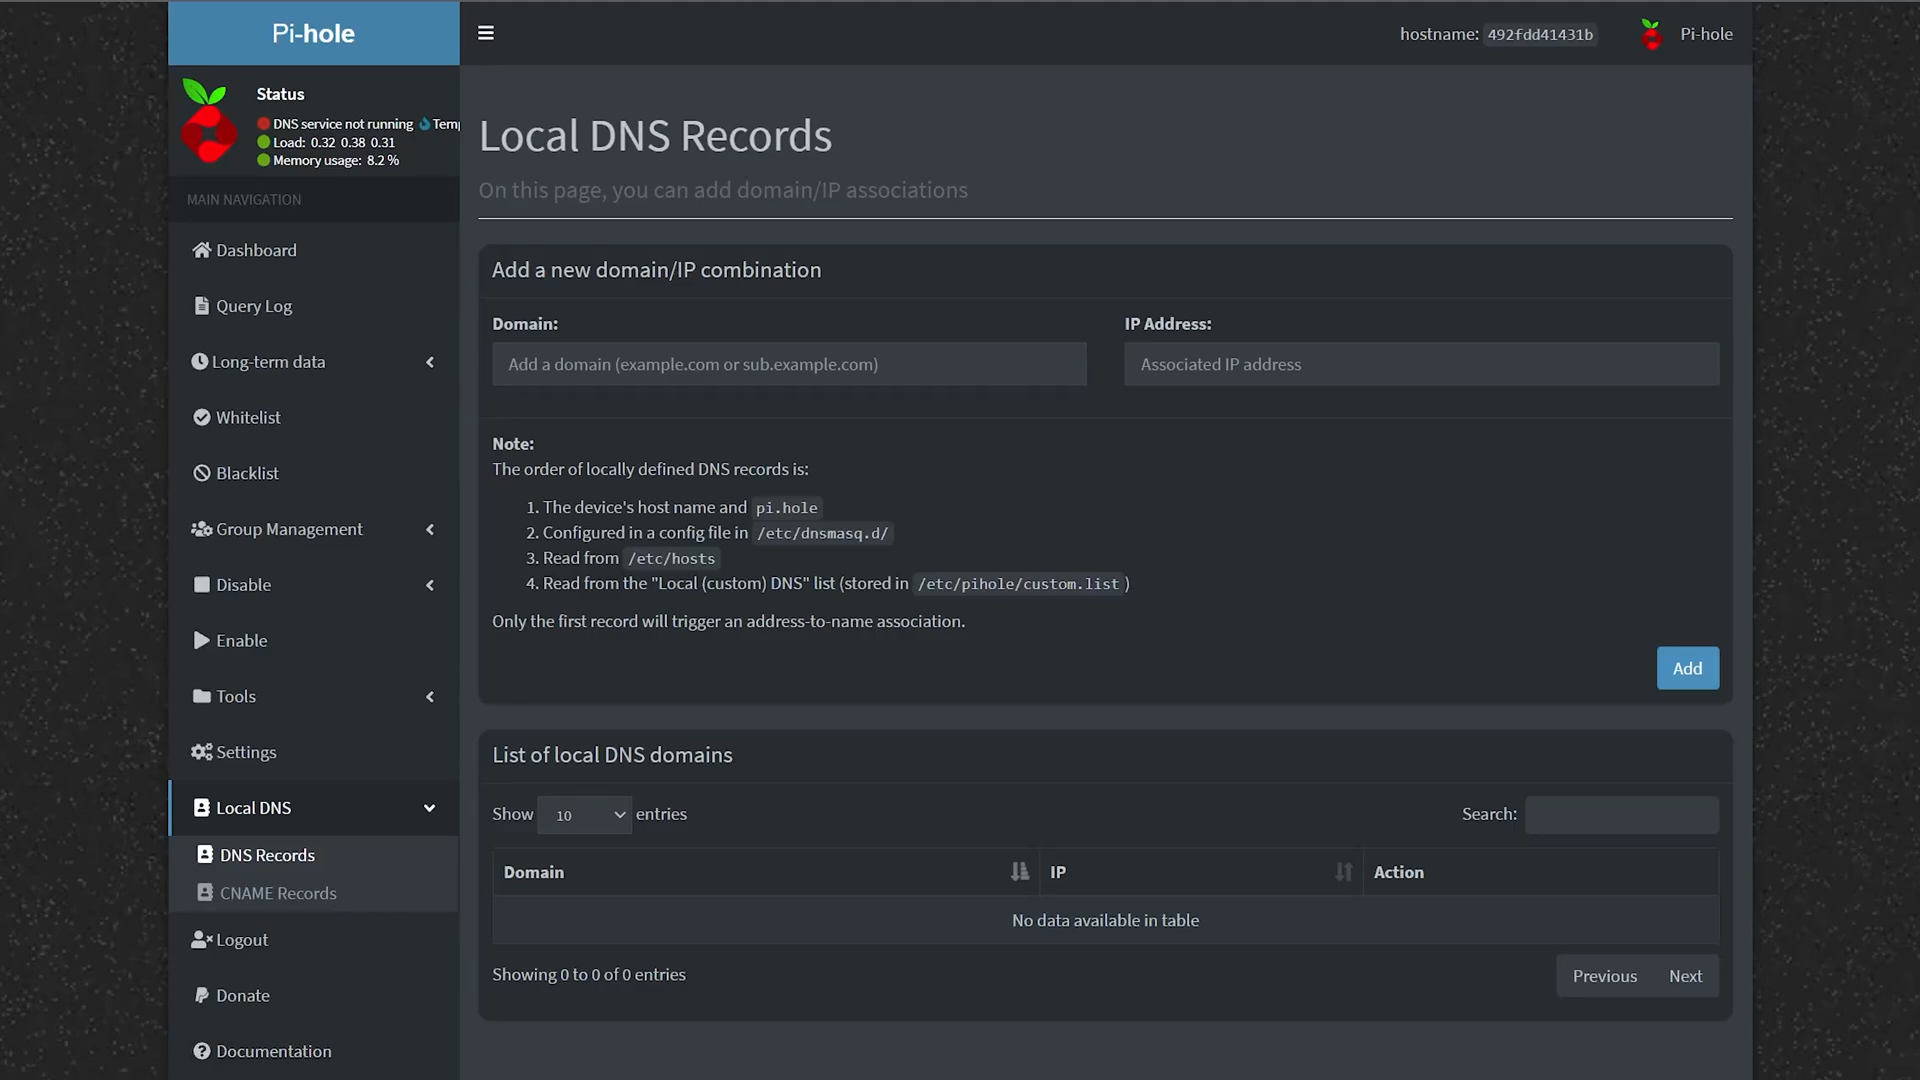 Pi-hole
hostname: 492fdd41431b
Pi-hole
Status
DNS service not running
Load: 0.32 0.38 0.31
Memory usage: 8.2 %
MAIN NAVIGATION
Dashboard
Query Log
Long-term data
Whitelist
Blacklist
Group Management
Disable
Enable
Tools
Settings
Local DNS
DNS Records
CNAME Records
Logout
Donate
Documentation
Local DNS Records
On this page, you can add domain/IP associations
Add a new domain/IP combination
Domain:
IP Address:
Add a domain (example.com or sub.example.com)
Associated IP address
Note:
The order of locally defined DNS records is:
1. The device's host name and pi.hole
2. Configured in a config file in /etc/dnsmasq.d/
3. Read from /etc/hosts
4. Read from the "Local (custom) DNS" list (stored in /etc/pihole/custom.list )
Only the first record will trigger an address-to-name association.
Add
List of local DNS domains
Show 10 entries
Search:
Domain
IP
Action
No data available in table
Showing 0 to 0 of 0 entries
Previous
Next